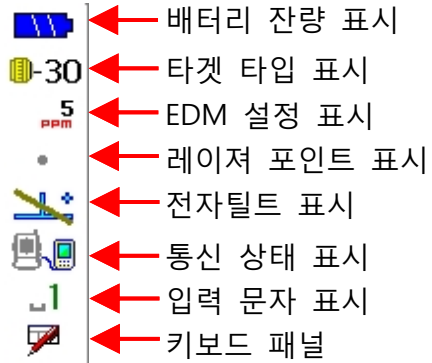 배터리 잔량 표시
-30 타겟 타입 표시
5 ppm EDM 설정 표시
레이져 포인트 표시
전자틸트 표시
통신 상태 표시
1 입력 문자 표시
키보드 패널